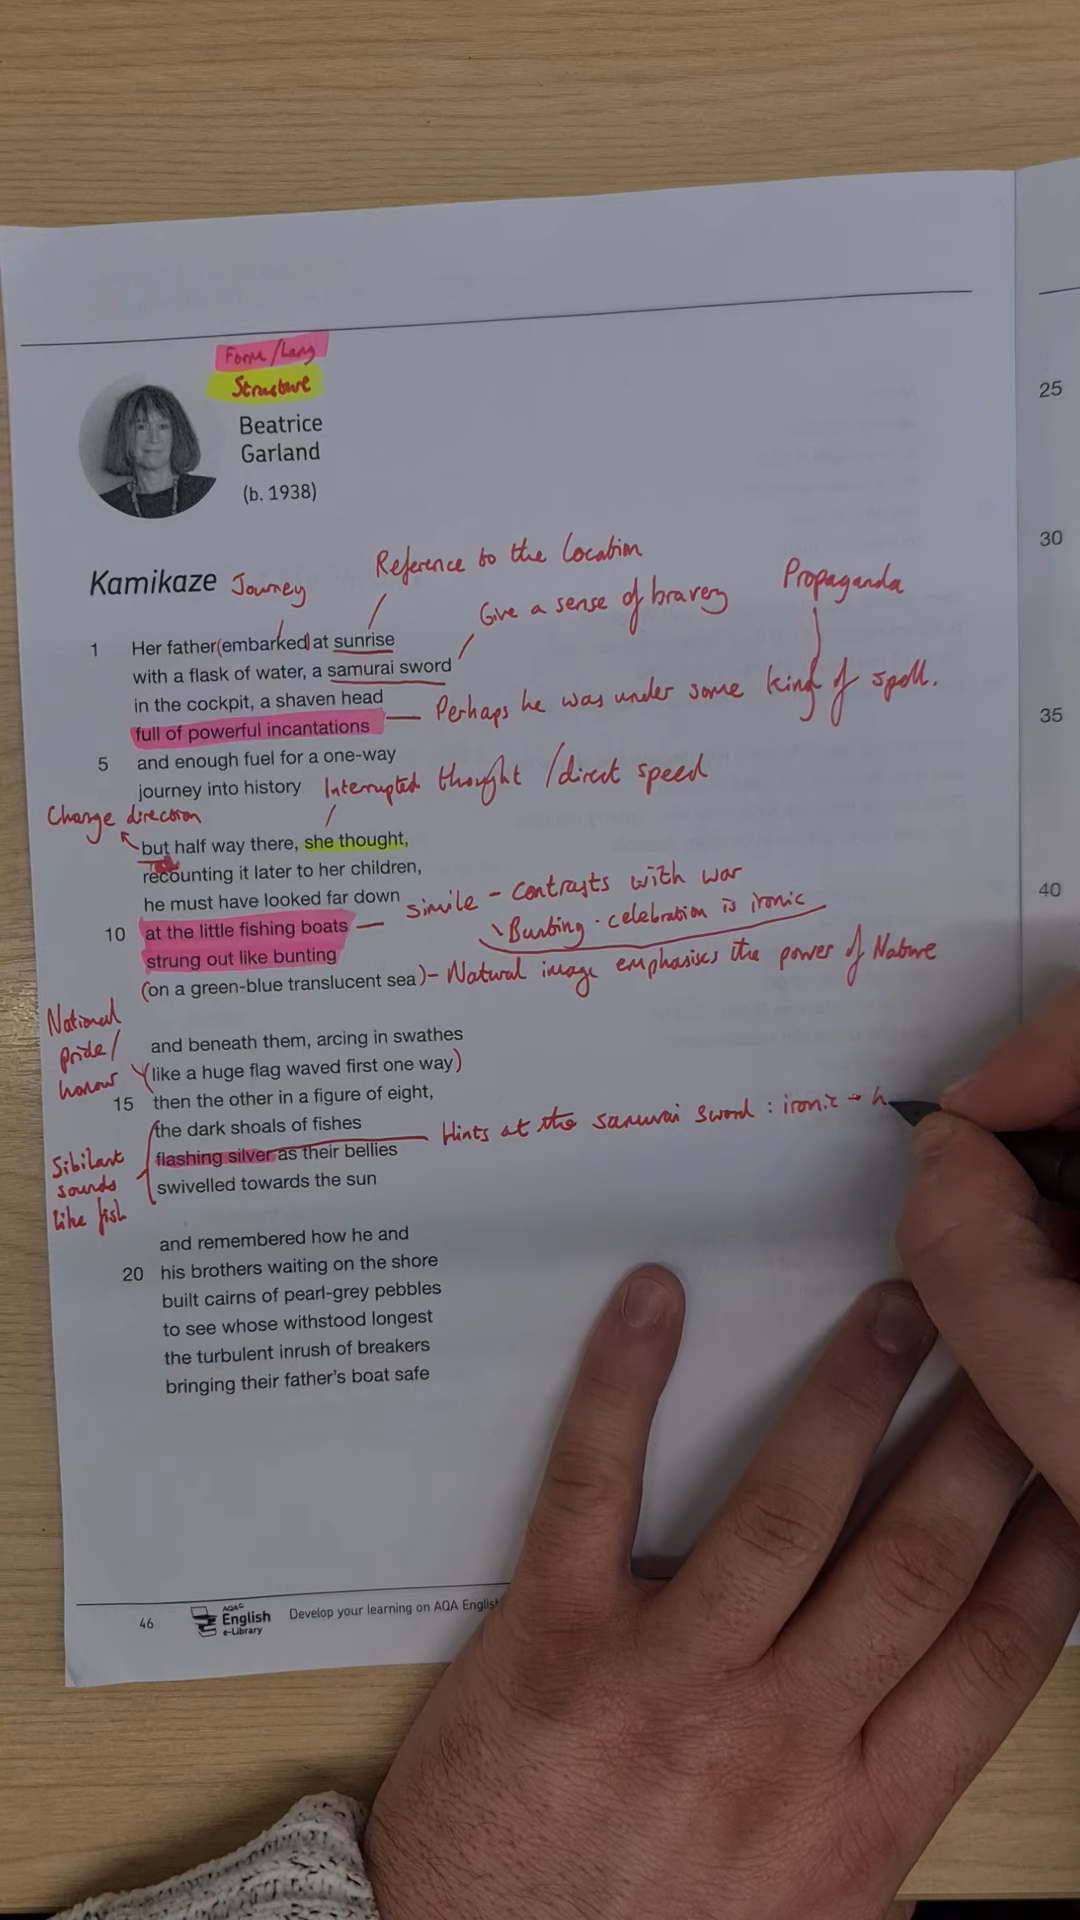 Form/Lang
Structure
Beatrice
Garland
(b. 1938)
25
30
35
40
Kamikaze
Journey
Reference to the location
Give a sense of bravery
Propaganda
1 Her father (embarked) at sunrise
with a flask of water, a samurai sword
in the cockpit, a shaven head
full of powerful incantations
Perhaps he was under some kind of spell.
5 and enough fuel for a one-way
journey into history
Interrupted thought / direct speed
Change direction
but half way there, she thought,
recounting it later to her children,
he must have looked far down
10 at the little fishing boats
strung out like bunting
simile - contrasts with war
Bunting - celebration is ironic
(on a green-blue translucent sea) - Natural image emphasises the power of Nature
National
pride/
honour
and beneath them, arcing in swathes
(like a huge flag waved first one way)
15 then the other in a figure of eight,
the dark shoals of fishes
flashing silver as their bellies
swivelled towards the sun
Hints at the samurai sword : ironic → h
Sibilant
sounds
like fish
and remembered how he and
20 his brothers waiting on the shore
built cairns of pearl-grey pebbles
to see whose withstood longest
the turbulent inrush of breakers
bringing their father's boat safe
46 AQA English e-Library Develop your learning on AQA English